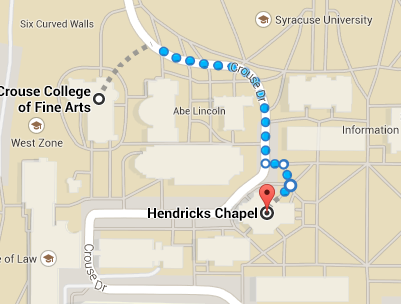 Six Curved Walls
Syracuse University
Crouse Dr
Crouse College
of Fine Arts
Abe Lincoln
West Zone
Information
Hendricks Chapel
e of Law
Crouse Dr